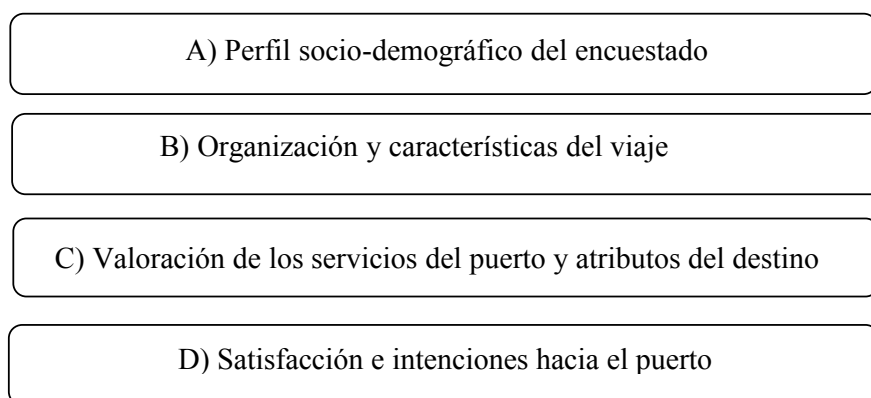 A) Perfil socio-demográfico del encuestado
B) Organización y características del viaje
C) Valoración de los servicios del puerto y atributos del destino
D) Satisfacción e intenciones hacia el puerto